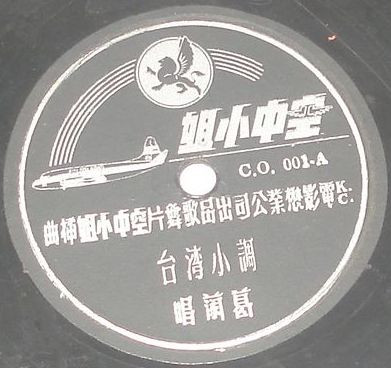 空中小姐
C.O. 001-A
K.C. 電影懋業公司出品歌舞片空中小姐插曲
台湾小調
葛蘭唱